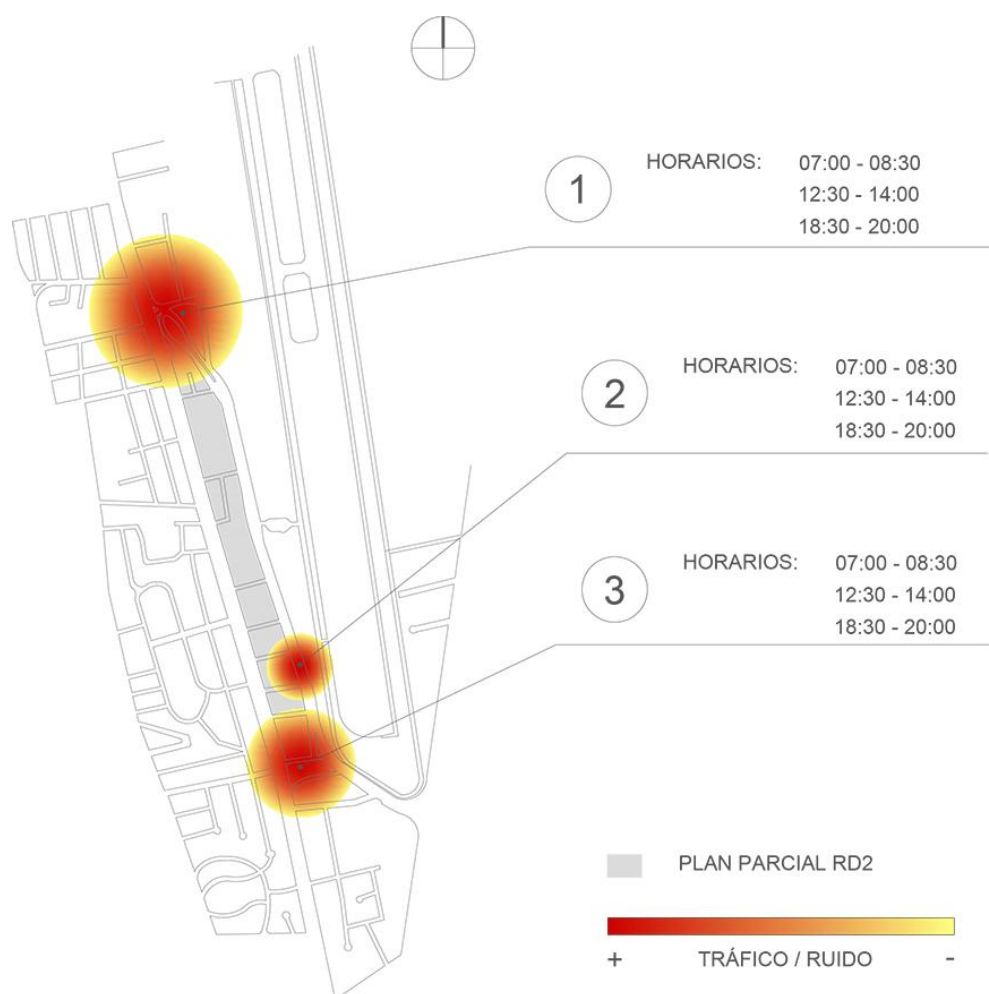 1
HORARIOS: 07:00 - 08:30
12:30 - 14:00
18:30 - 20:00
2
HORARIOS: 07:00 - 08:30
12:30 - 14:00
18:30 - 20:00
3
HORARIOS: 07:00 - 08:30
12:30 - 14:00
18:30 - 20:00
PLAN PARCIAL RD2
+ TRÁFICO / RUIDO -